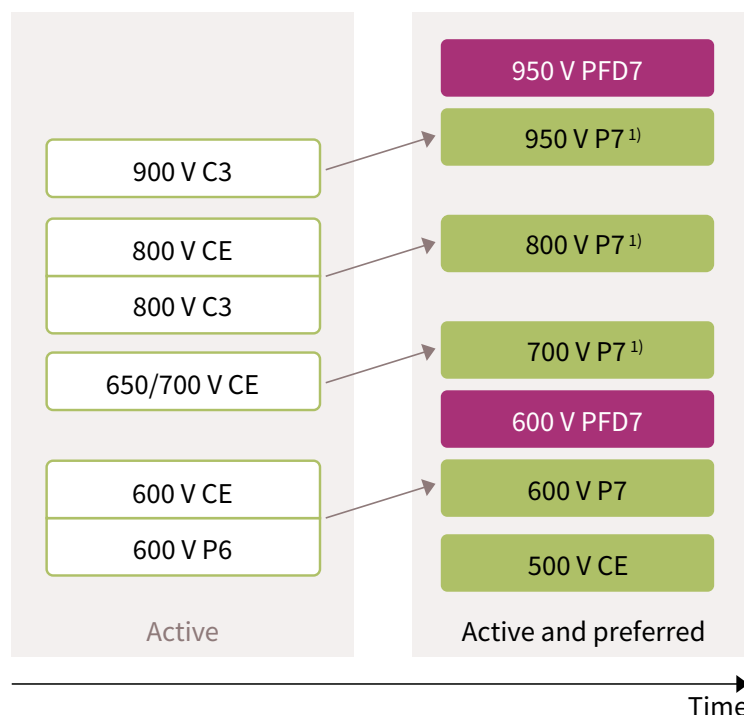 900 V C3
800 V CE
800 V C3
650/700 V CE
600 V CE
600 V P6
Active
950 V PFD7
950 V P7 1)
800 V P7 1)
700 V P7 1)
600 V PFD7
600 V P7
500 V CE
Active and preferred
Time